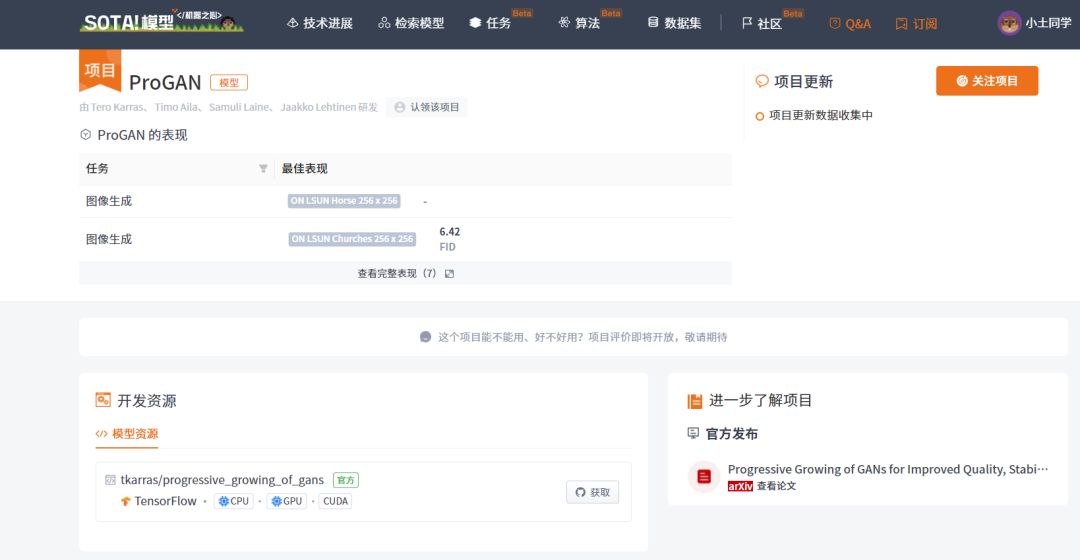 SOTA!模型 </机器之心>
技术进展 检索模型 任务 Beta 算法 Beta 数据集 社区 Beta Q&A 订阅 小土同学
项目 ProGAN 模型
由 Tero Karras、 Timo Aila、 Samuli Laine、 Jaakko Lehtinen 研发 认领该项目
ProGAN 的表现
任务 最佳表现
图像生成 ON LSUN Horse 256 x 256 -
图像生成 ON LSUN Churches 256 x 256 6.42
FID
查看完整表现（7）
项目更新 关注项目
项目更新数据收集中
这个项目能不能用、好不好用？项目评价即将开放，敬请期待
开发资源
</> 模型资源
tkarras/progressive_growing_of_gans 官方
TensorFlow · CPU · GPU · CUDA
获取
进一步了解项目
官方发布
Progressive Growing of GANs for Improved Quality, Stabi···
arXiv 查看论文